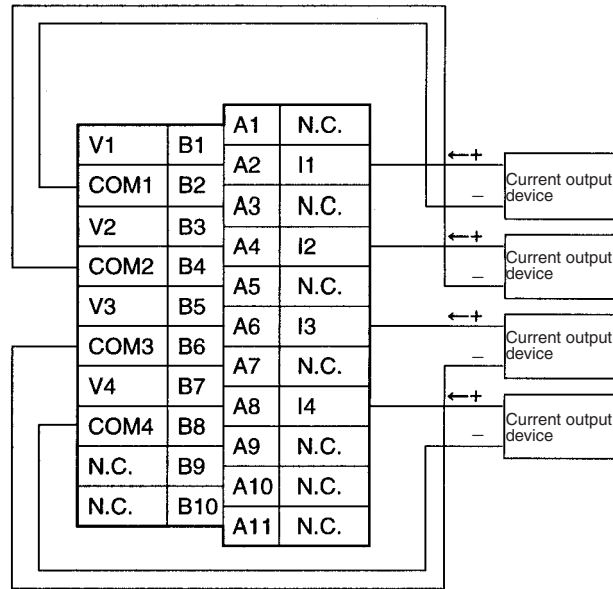 A1 N.C.
V1 B1
A2 I1
COM1 B2
A3 N.C.
V2 B3
A4 I2
COM2 B4
A5 N.C.
V3 B5
A6 I3
COM3 B6
A7 N.C.
V4 B7
A8 I4
COM4 B8
A9 N.C.
N.C. B9
A10 N.C.
N.C. B10
A11 N.C.
←+
−
Current output
device
←+
−
Current output
device
←+
−
Current output
device
←+
−
Current output
device